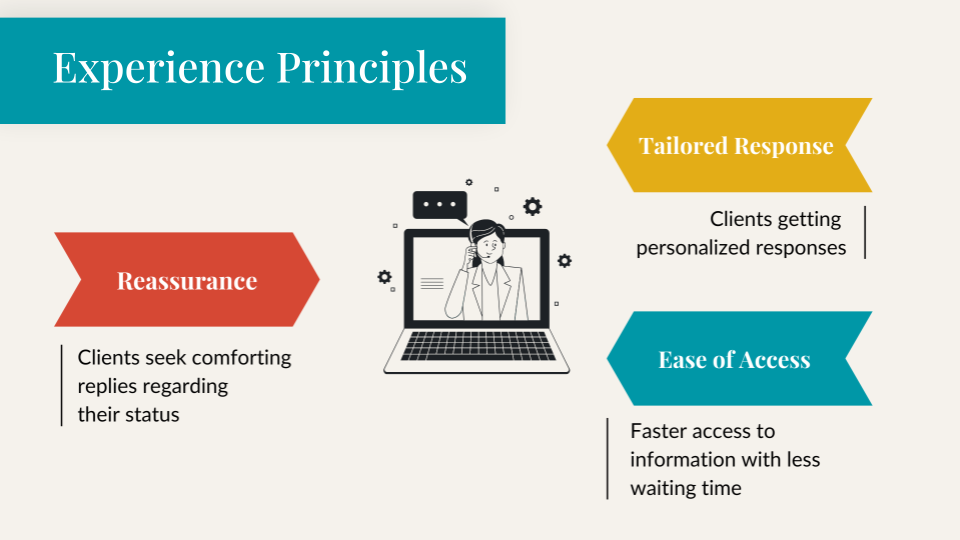 Experience Principles
Tailored Response
Clients getting
personalized responses
Reassurance
Clients seek comforting
replies regarding
their status
Ease of Access
Faster access to
information with less
waiting time